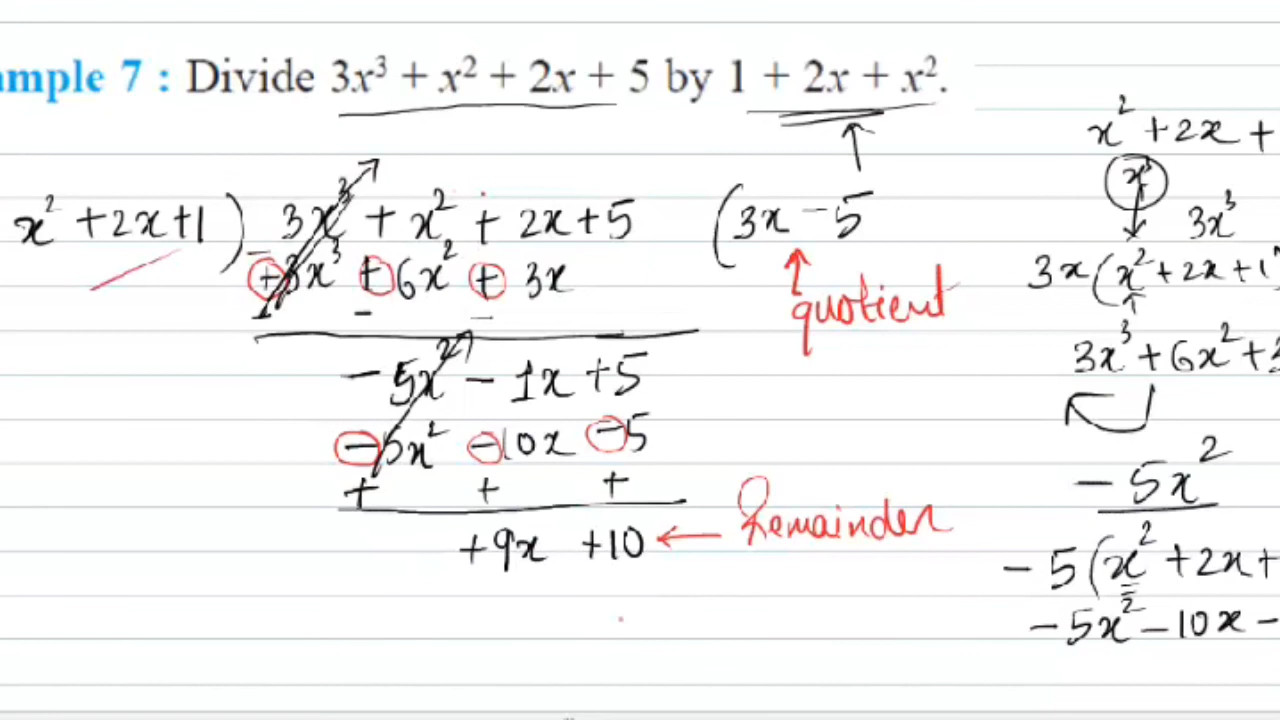 ample 7 : Divide 3x³ + x² + 2x + 5 by 1 + 2x + x².
x² + 2x + 1 ) 3x³ + x² + 2x + 5 ( 3x - 5
+3x³ + 6x² + 3x
- - -
quotient
-5x² - 1x + 5
-5x² - 10x - 5
+ + +
+9x + 10 ← Remainder
x² + 2x +
x²
3x³
3x (x² + 2x + 1
3x³ + 6x² + 3
-5x²
-5 (x² + 2x +
-5x² - 10x -